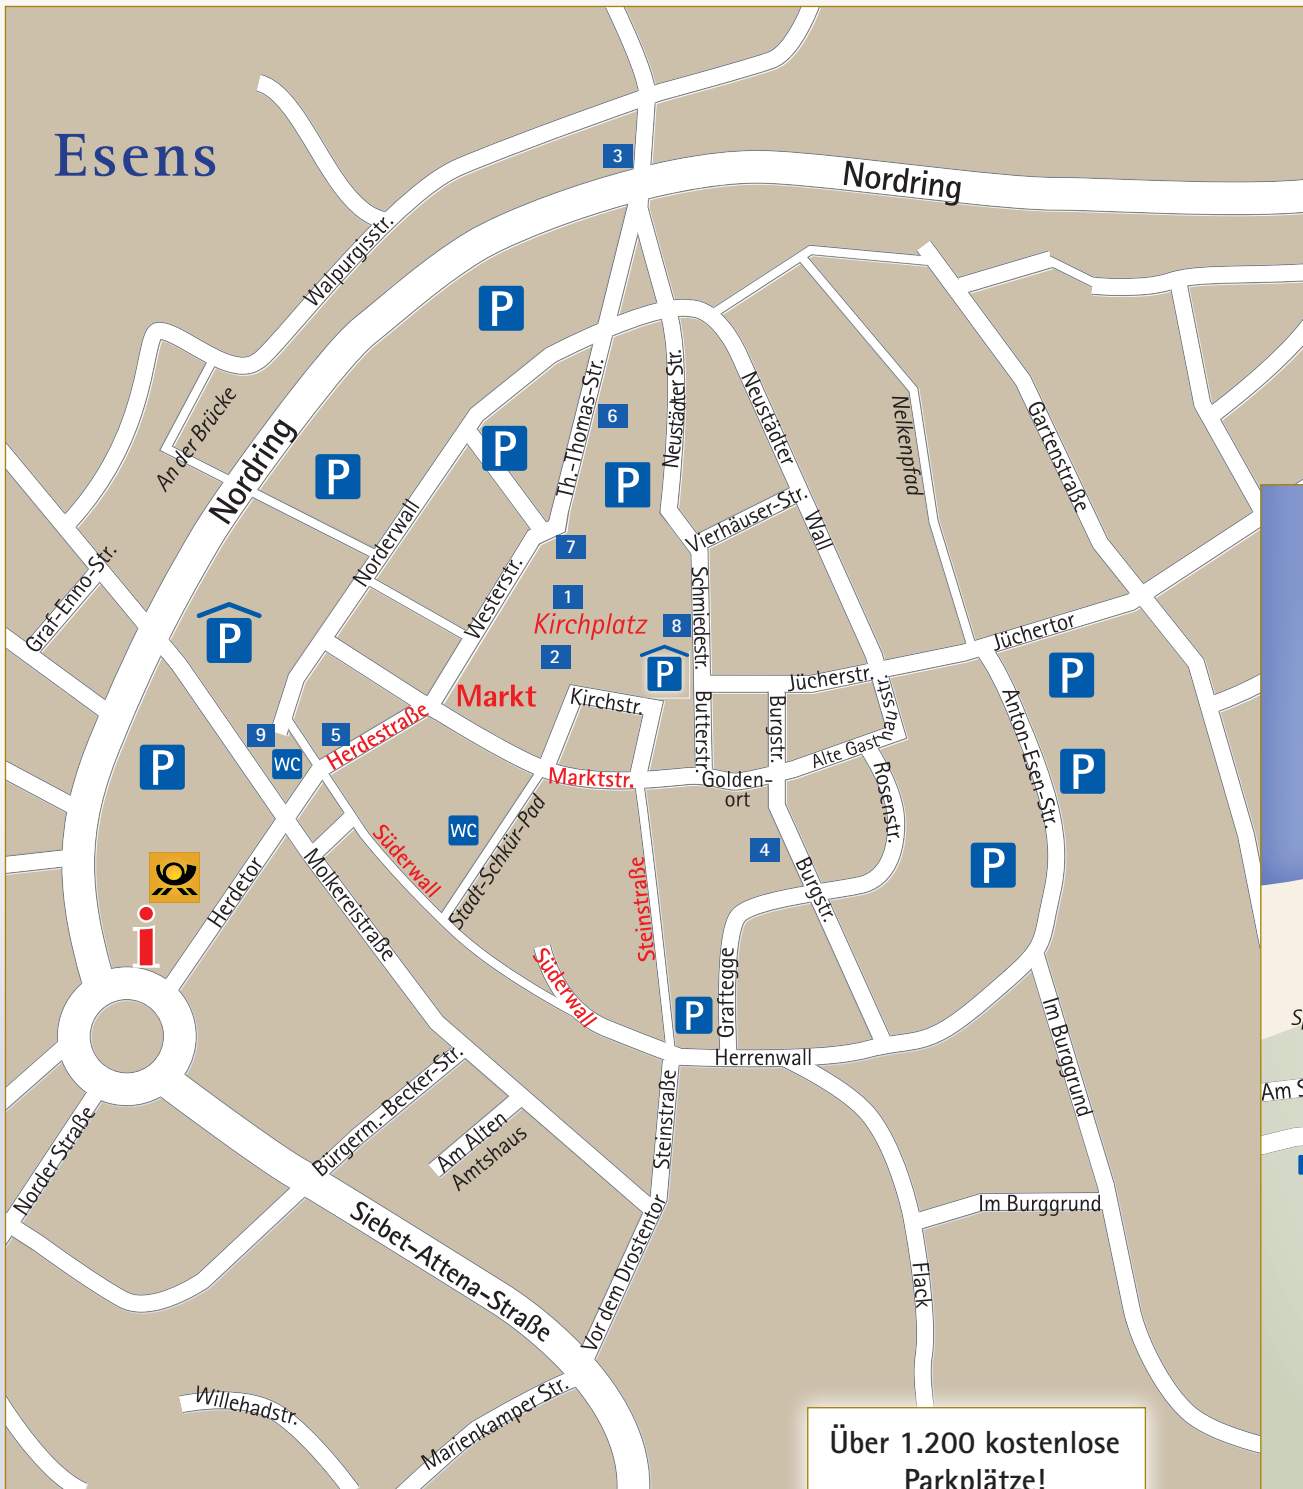 Esens
3
Nordring
Walpurgisstr.
P
An der Brücke
Nordring
P
P
Th.-Thomas-Str.
6
P
Neustädter Str.
Neustädter
Wall
Nelkenpfad
Gartenstraße
Vierhäuser-Str.
Norderwall
Graf-Enno-Str.
7
Westerstr.
1
Kirchplatz
8
Schmiedestr.
2
P
P
Jüchertor
P
Markt
Kirchstr.
Jücherstr.
Butterstr.
Burgstr.
Alte Gast
Anton-Esen-Str.
P
P
9
5
WC
Herdestraße
Marktstr.
Golden-
ort
Rosenstr.
P
WC
Süderwall
Stadt-Schkür-Pad
4
Burgstr.
P
Herdetor
Molkereistraße
Steinstraße
i
Süderwall
P
Graftegge
Herrenwall
Im Burggrund
Am S
Bürgerm.-Becker-Str.
Am Alten
Amtshaus
Steinstraße
Norder Straße
Im Burggrund
Siebet-Attena-Straße
Vor dem Drostentor
Flack
Willehadstr.
Marienkamper Str.
Über 1.200 kostenlose
Parkplätze!